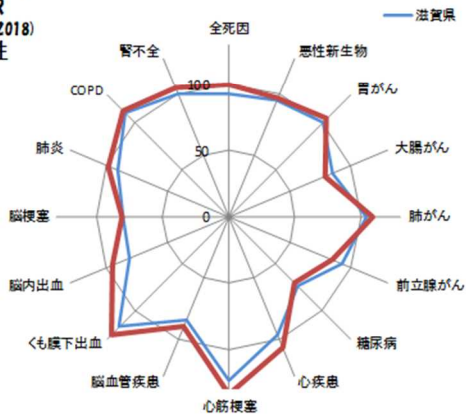 2018)
性
滋賀県
全死因
腎不全
悪性新生物
COPD
100
胃がん
肺炎
50
大腸がん
脳梗塞
0
肺がん
脳内出血
前立腺がん
くも膜下出血
糖尿病
脳血管疾患
心疾患
心筋梗塞